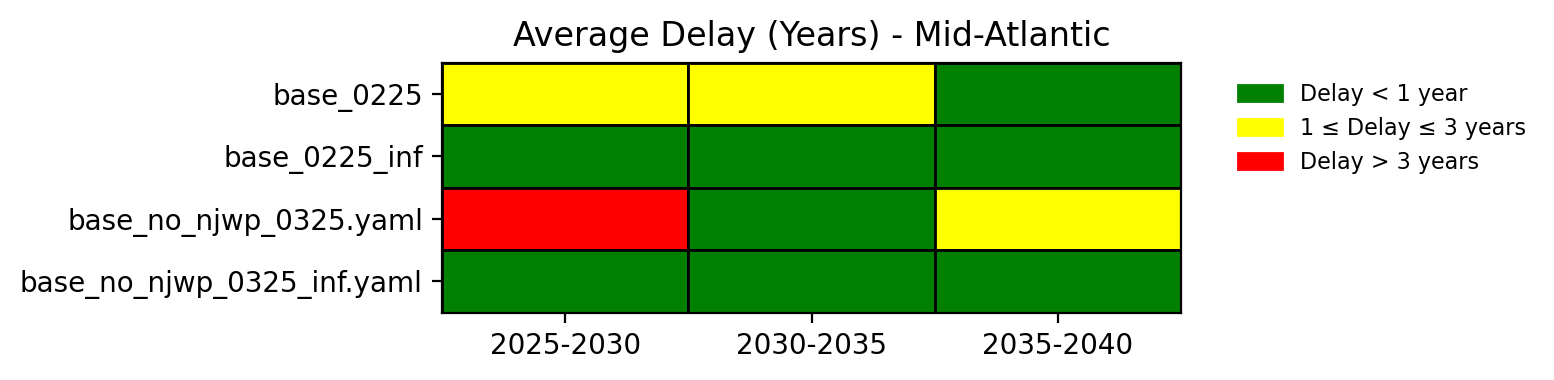 Average Delay (Years) - Mid-Atlantic
base_0225
base_0225_inf
base_no_njwp_0325.yaml
base_no_njwp_0325_inf.yaml
2025-2030
2030-2035
2035-2040
Delay < 1 year
1 ≤ Delay ≤ 3 years
Delay > 3 years